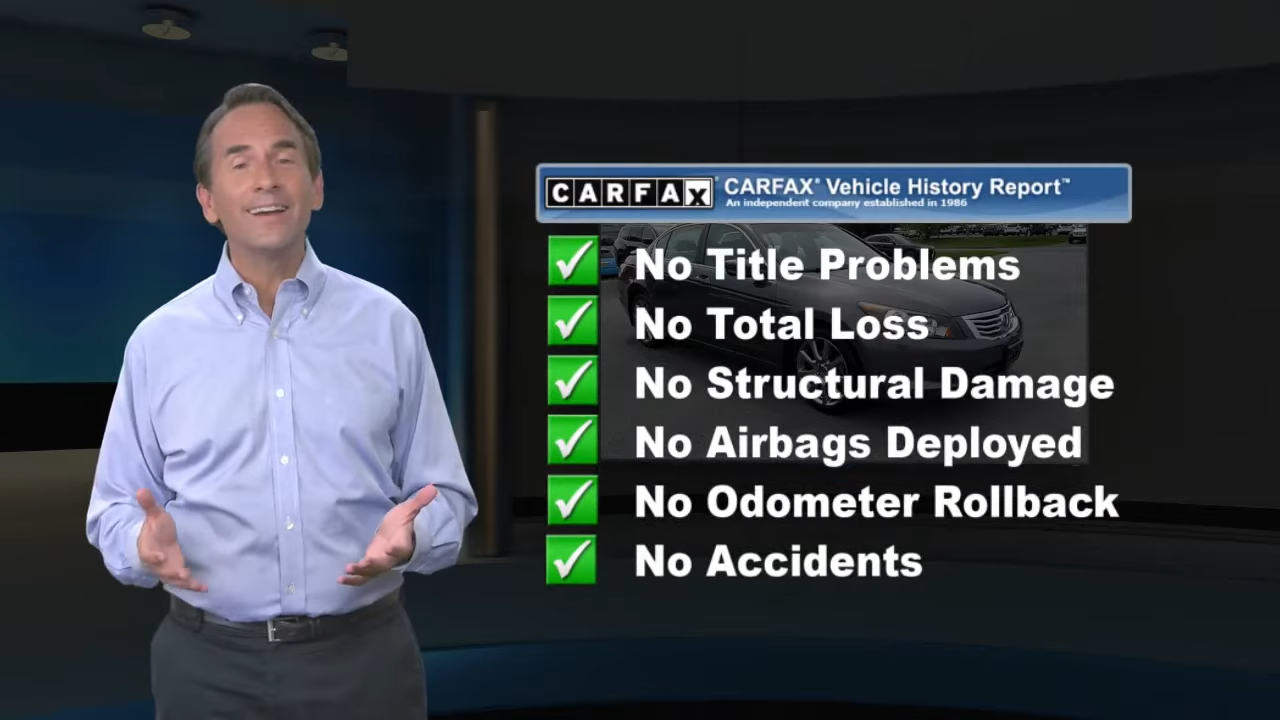 CARFAX® CARFAX® Vehicle History Report™
An independent company established in 1986
No Title Problems
No Total Loss
No Structural Damage
No Airbags Deployed
No Odometer Rollback
No Accidents